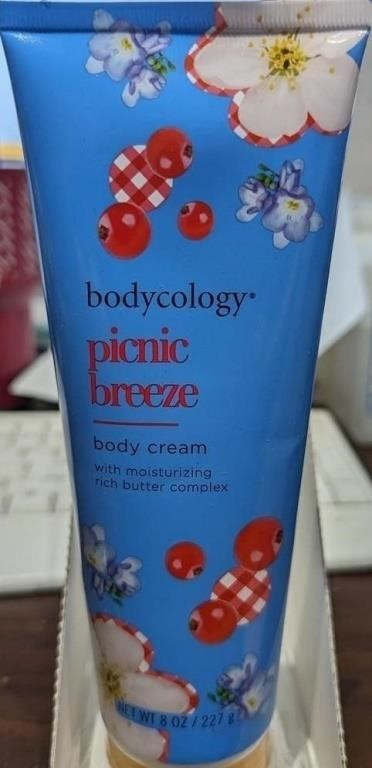 bodycology®
picnic
breeze
body cream
with moisturizing
rich butter complex
NET WT 8 OZ / 227 g